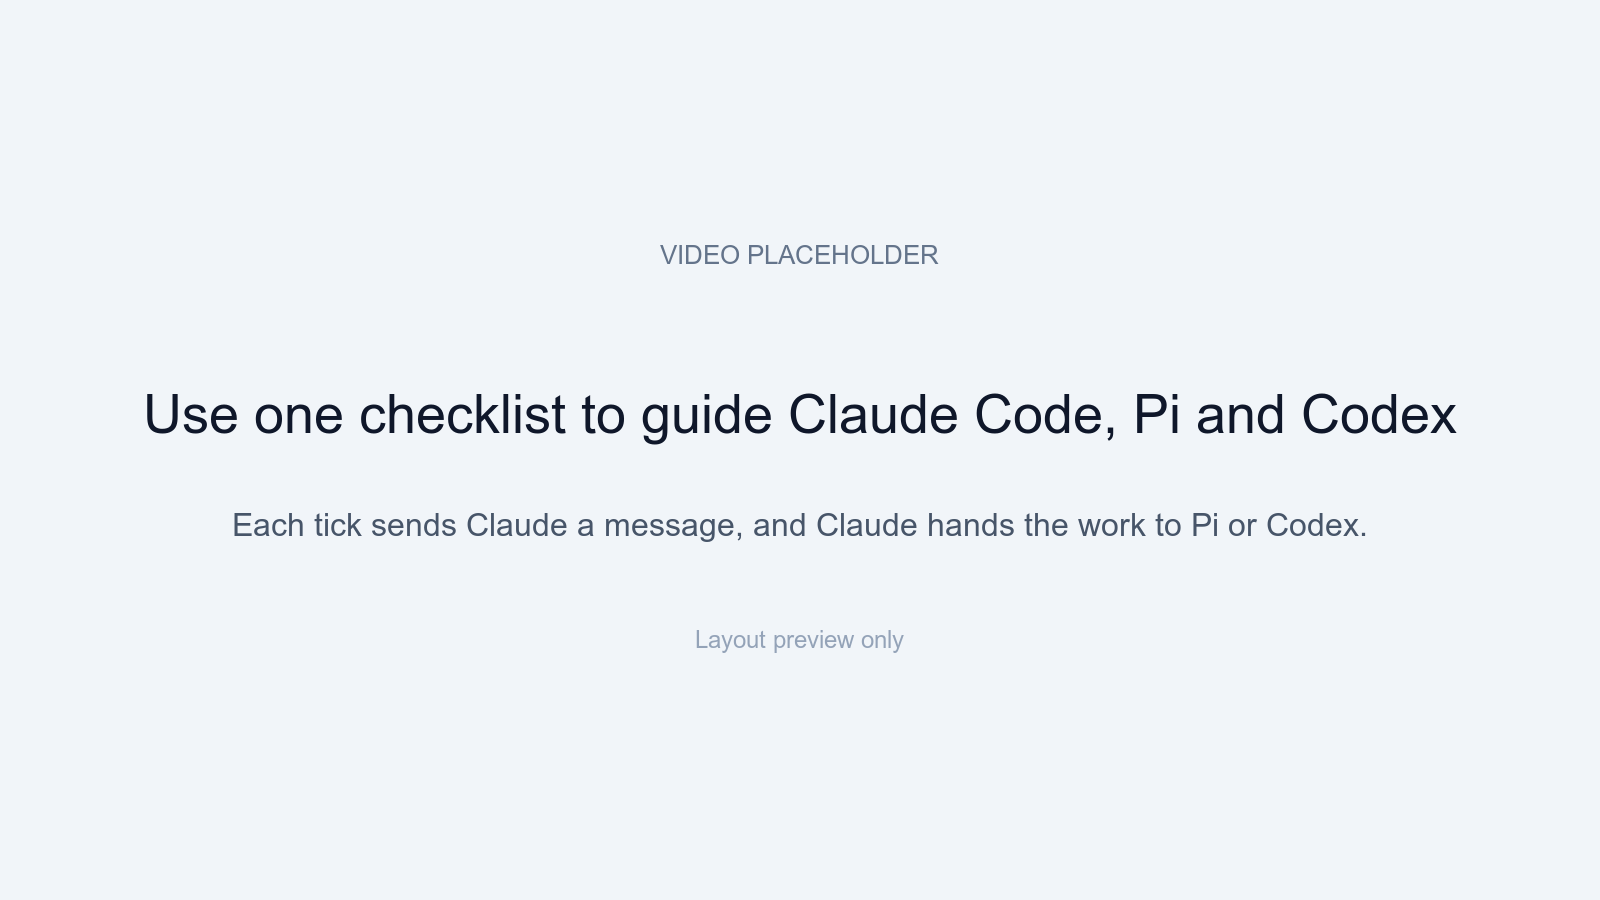 VIDEO PLACEHOLDER
Use one checklist to guide Claude Code, Pi and Codex
Each tick sends Claude a message, and Claude hands the work to Pi or Codex.
Layout preview only